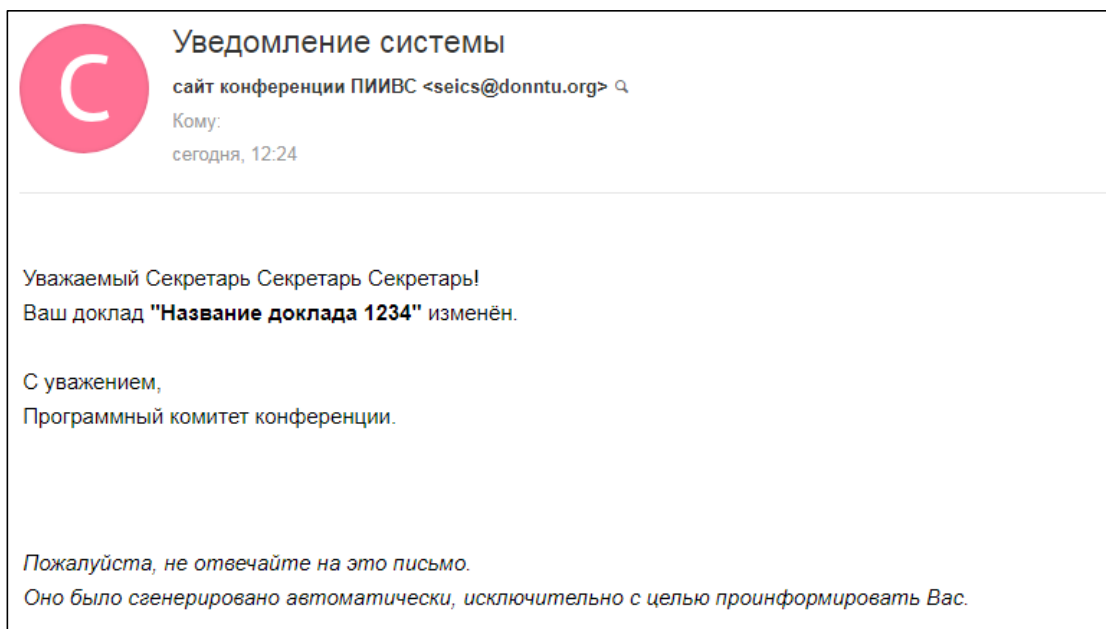 С
Уведомление системы
сайт конференции ПИИВС <seics@donntu.org>
Кому:
сегодня, 12:24
Уважаемый Секретарь Секретарь Секретарь!
Ваш доклад "Название доклада 1234" изменён.
С уважением,
Программный комитет конференции.
Пожалуйста, не отвечайте на это письмо.
Оно было сгенерировано автоматически, исключительно с целью проинформировать Вас.